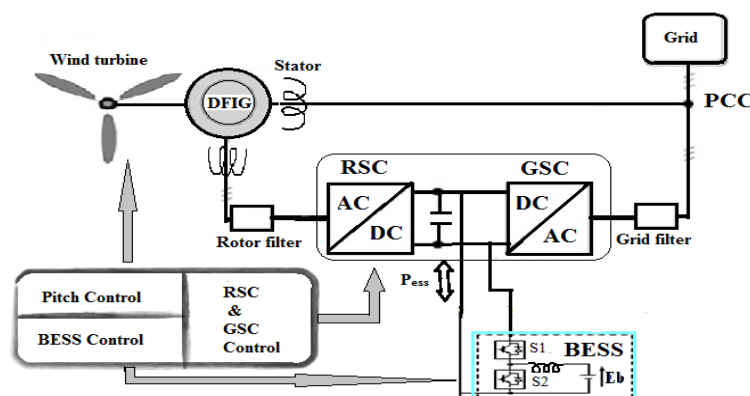 Grid
Wind turbine
Stator
DFIG
PCC
RSC
GSC
AC
DC
DC
AC
Rotor filter
Grid filter
Pess
Pitch Control
BESS Control
RSC
&
GSC
Control
S1
BESS
S2
Eb